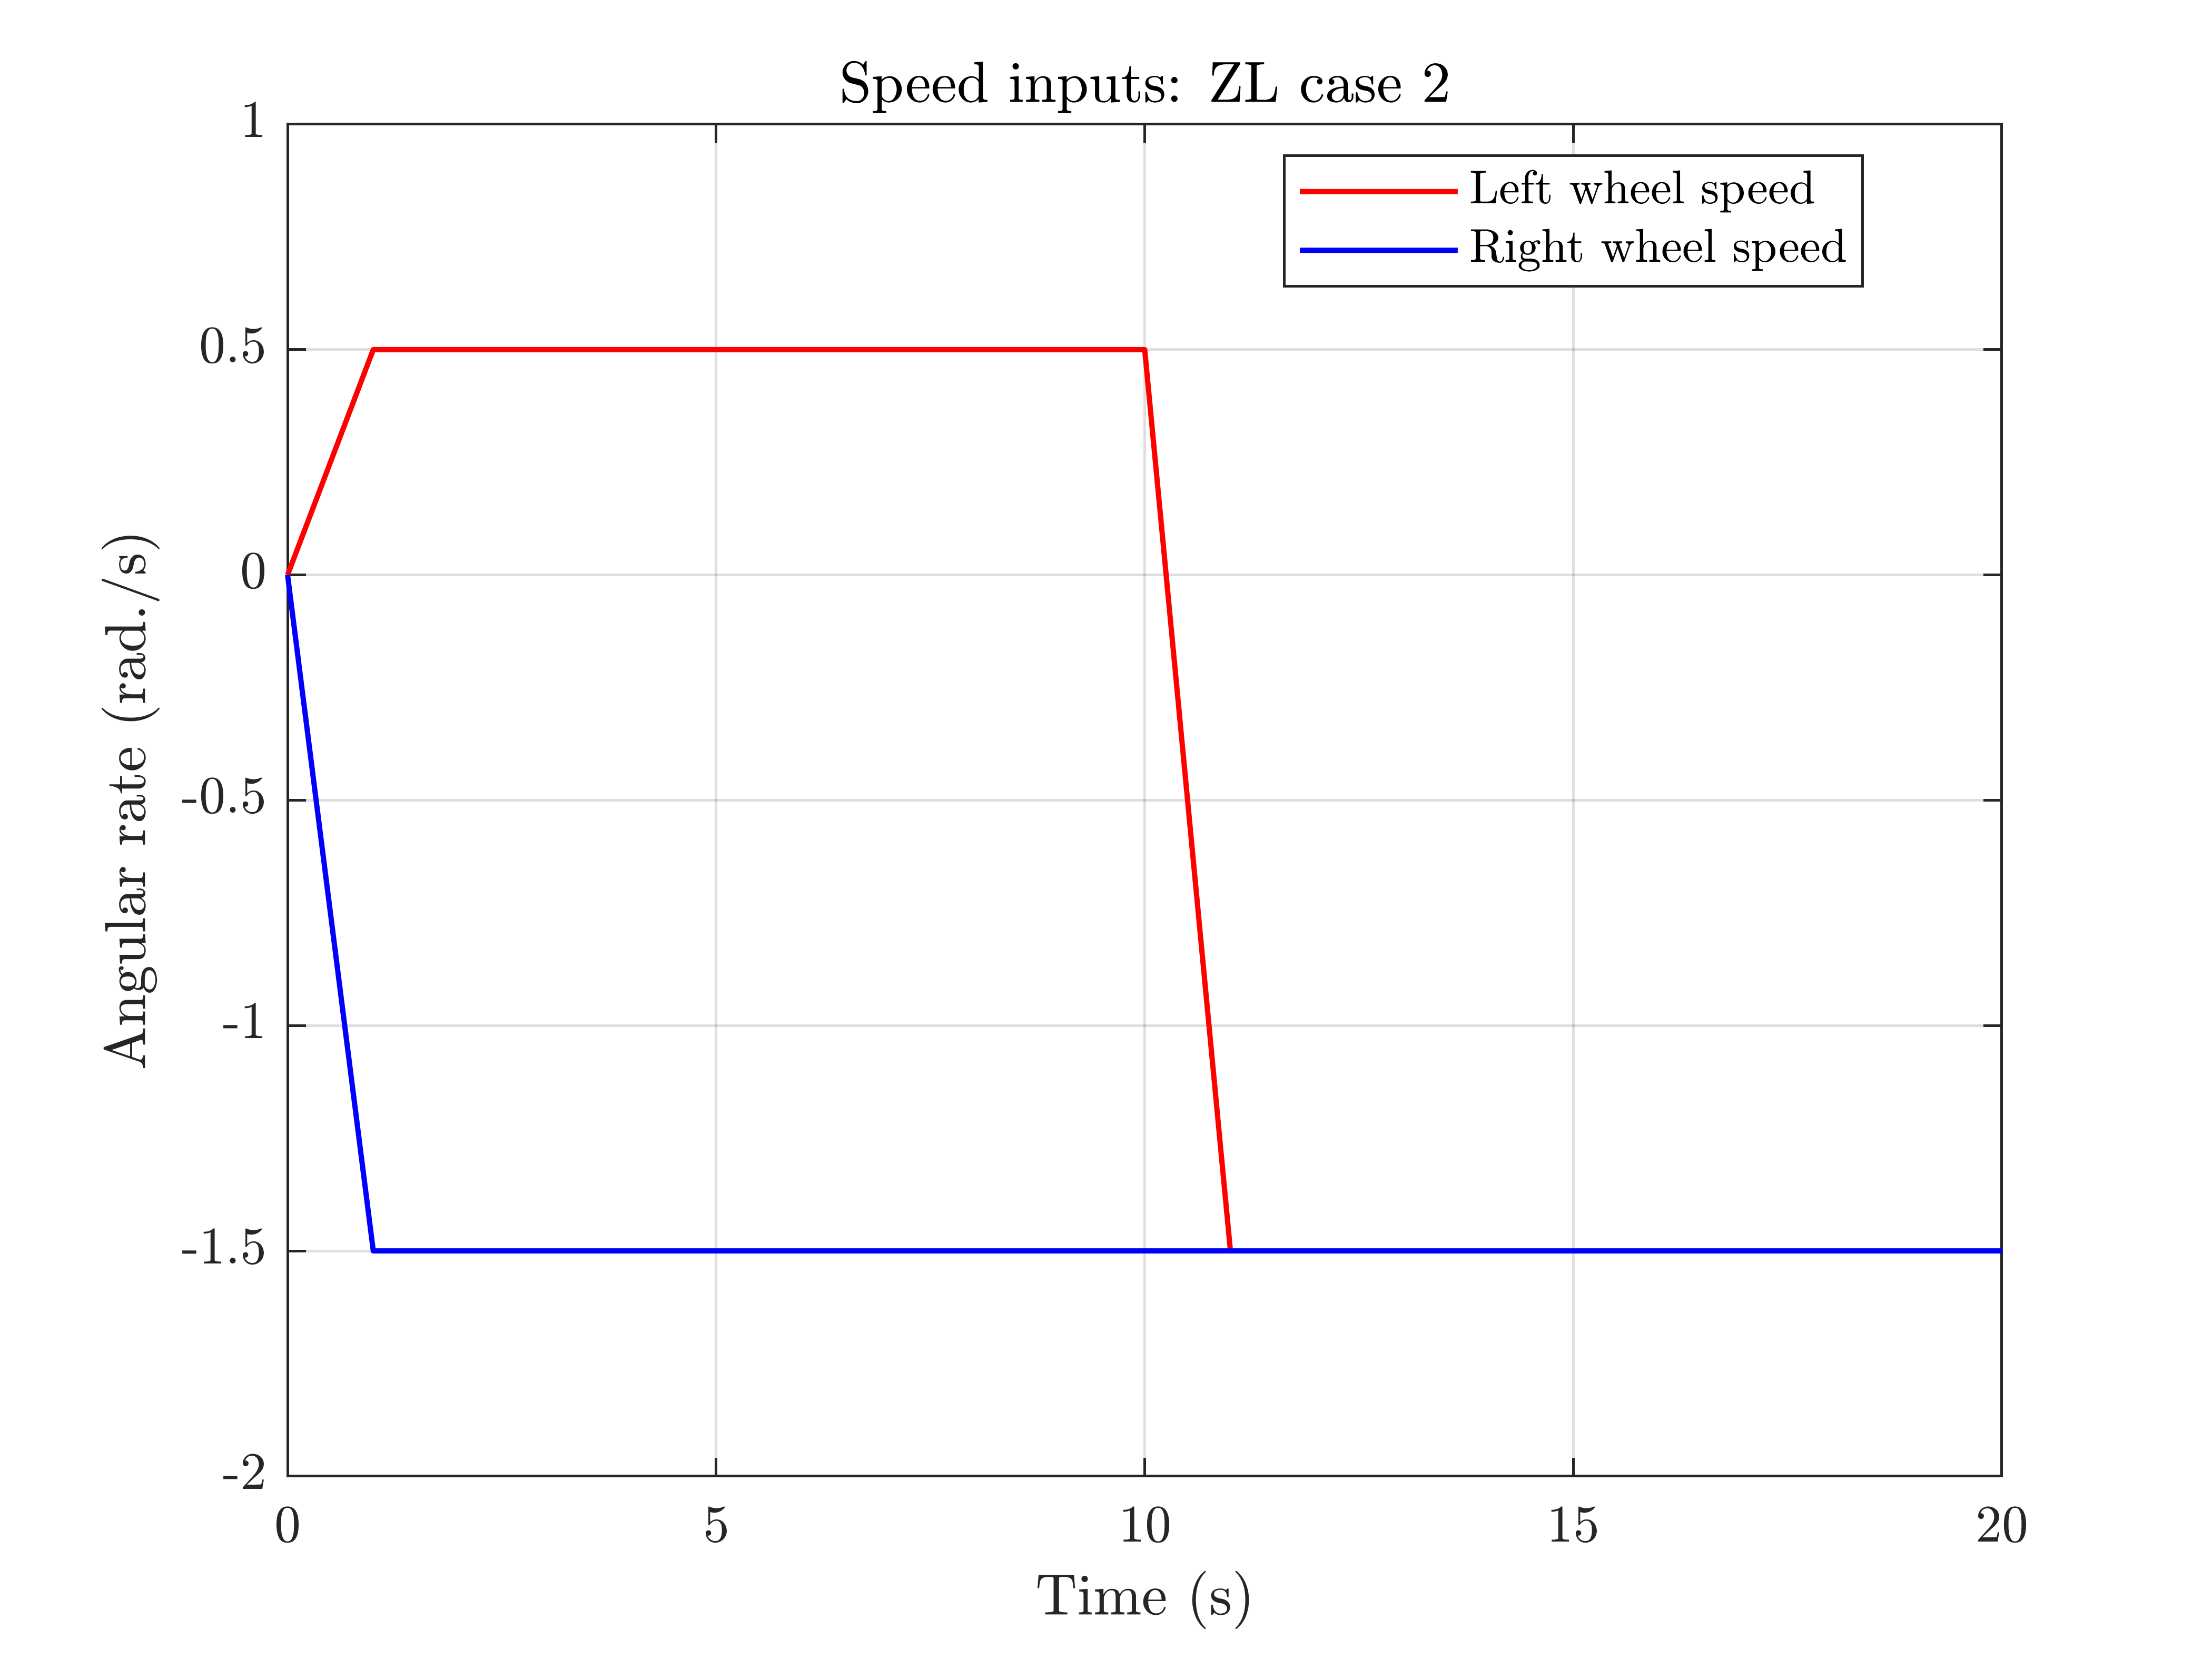 Speed inputs: ZL case 2
1
0.5
0
-0.5
-1
-1.5
-2
Angular rate (rad./s)
Left wheel speed
Right wheel speed
0 5 10 15 20
Time (s)